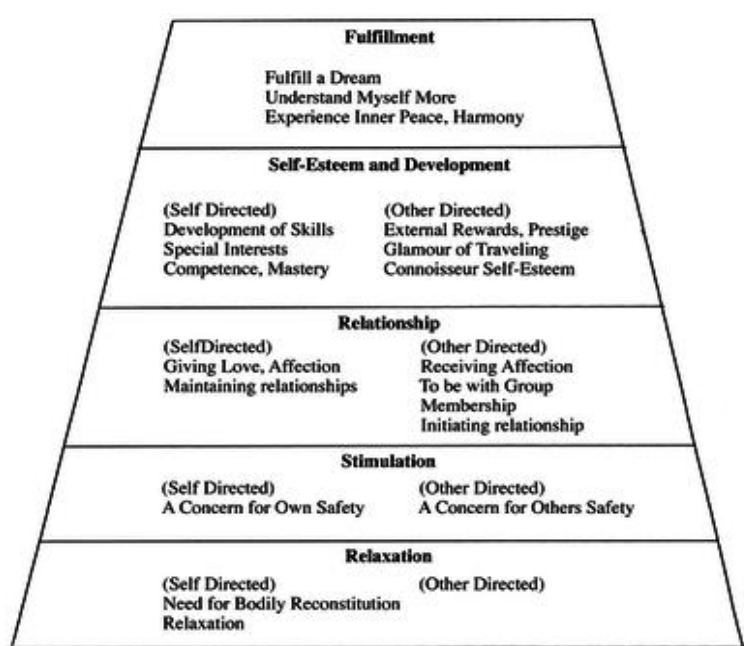 Fulfillment
Fulfill a Dream
Understand Myself More
Experience Inner Peace, Harmony
Self-Esteem and Development
(Self Directed) (Other Directed)
Development of Skills External Rewards, Prestige
Special Interests Glamour of Traveling
Competence, Mastery Connoisseur Self-Esteem
Relationship
(SelfDirected) (Other Directed)
Giving Love, Affection Receiving Affection
Maintaining relationships To be with Group
Membership
Initiating relationship
Stimulation
(Self Directed) (Other Directed)
A Concern for Own Safety A Concern for Others Safety
Relaxation
(Self Directed) (Other Directed)
Need for Bodily Reconstitution
Relaxation